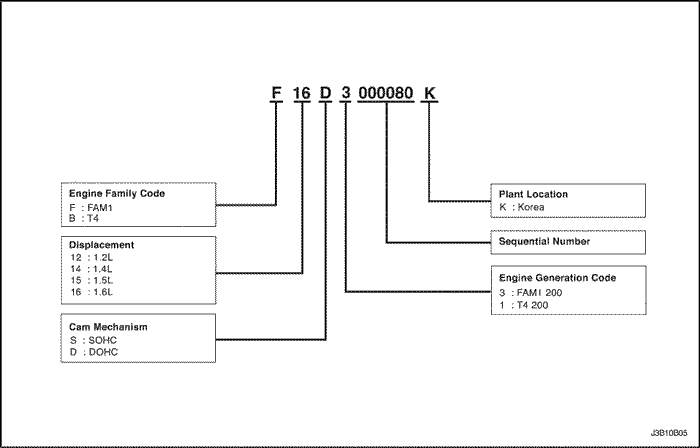 F 16 D 3 000080 K
Engine Family Code
F : FAM1
B : T4
Displacement
12 : 1.2L
14 : 1.4L
15 : 1.5L
16 : 1.6L
Cam Mechanism
S : SOHC
D : DOHC
Plant Location
K : Korea
Sequential Number
Engine Generation Code
3 : FAM1 200
1 : T4 200
J3B10B05